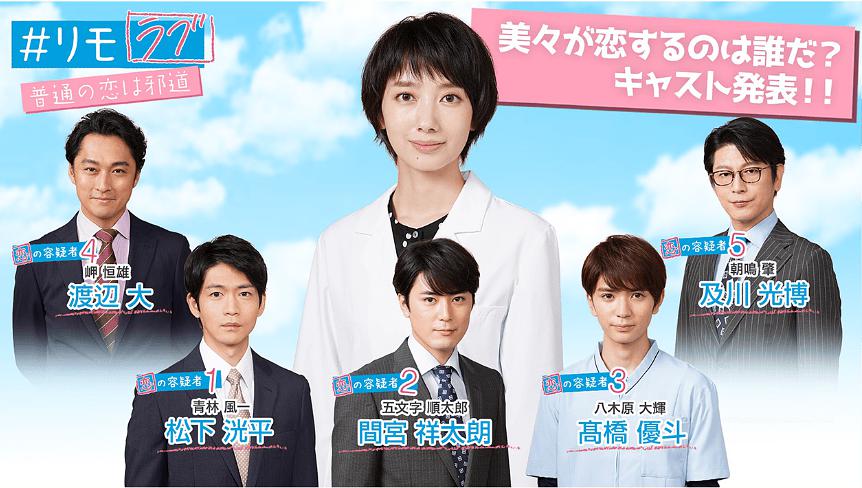 #リモラブ
普通の恋は邪道
美々が恋するのは誰だ?
キャスト発表!!
恋の容疑者4
岬 恒雄
渡辺 大
恋の容疑者5
朝鳴 肇
及川 光博
恋の容疑者1
青林 風一
松下 洸平
恋の容疑者2
五文字 順太郎
間宮 祥太朗
恋の容疑者3
八木原 大輝
髙橋 優斗